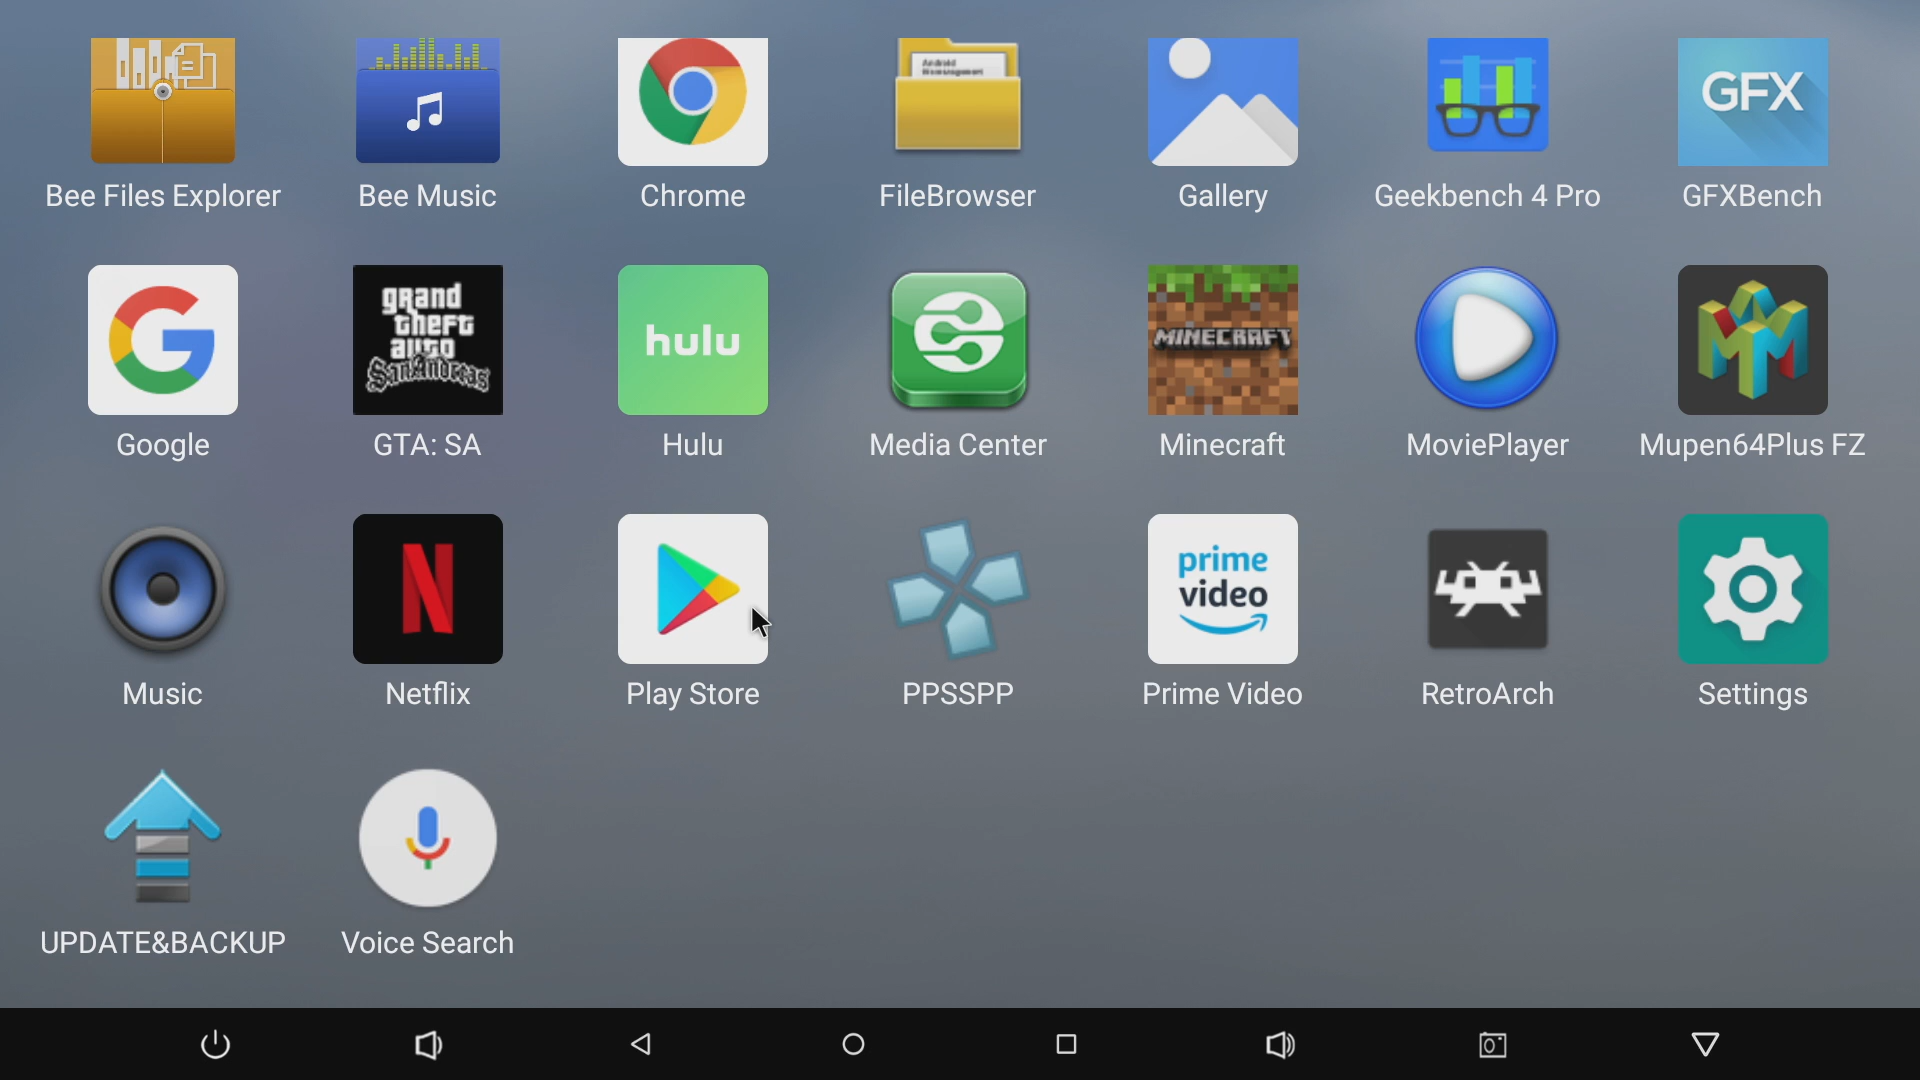 Android
Bee Files Explorer
Bee Music
Chrome
FileBrowser
Gallery
Geekbench 4 Pro
GFX
GFXBench
Google
grand
theft
auto
San Andreas
GTA: SA
hulu
Hulu
Media Center
MINECRAFT
Minecraft
MoviePlayer
Mupen64Plus FZ
Music
N
Netflix
Play Store
PPSSPP
prime
video
Prime Video
RetroArch
Settings
UPDATE&BACKUP
Voice Search